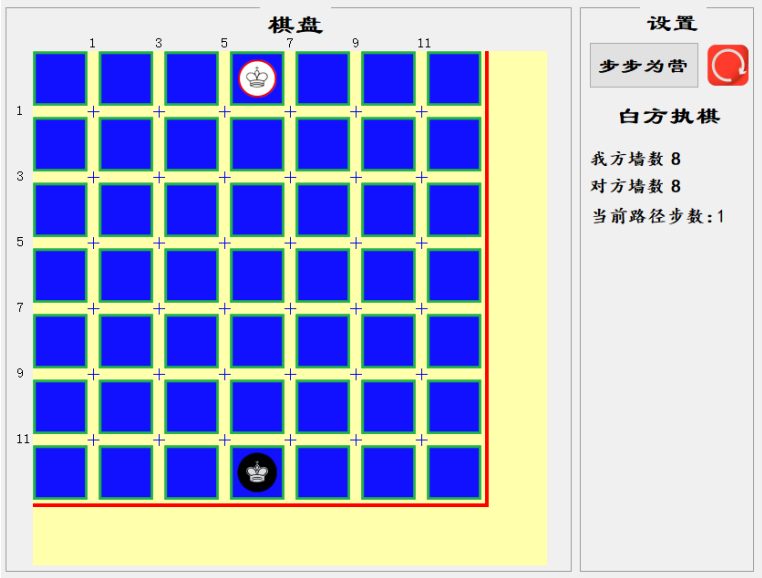 棋盘
1 3 5 7 9 11
1
3
5
7
9
11
设置
步步为营
白方执棋
我方墙数 8
对方墙数 8
当前路径步数:1